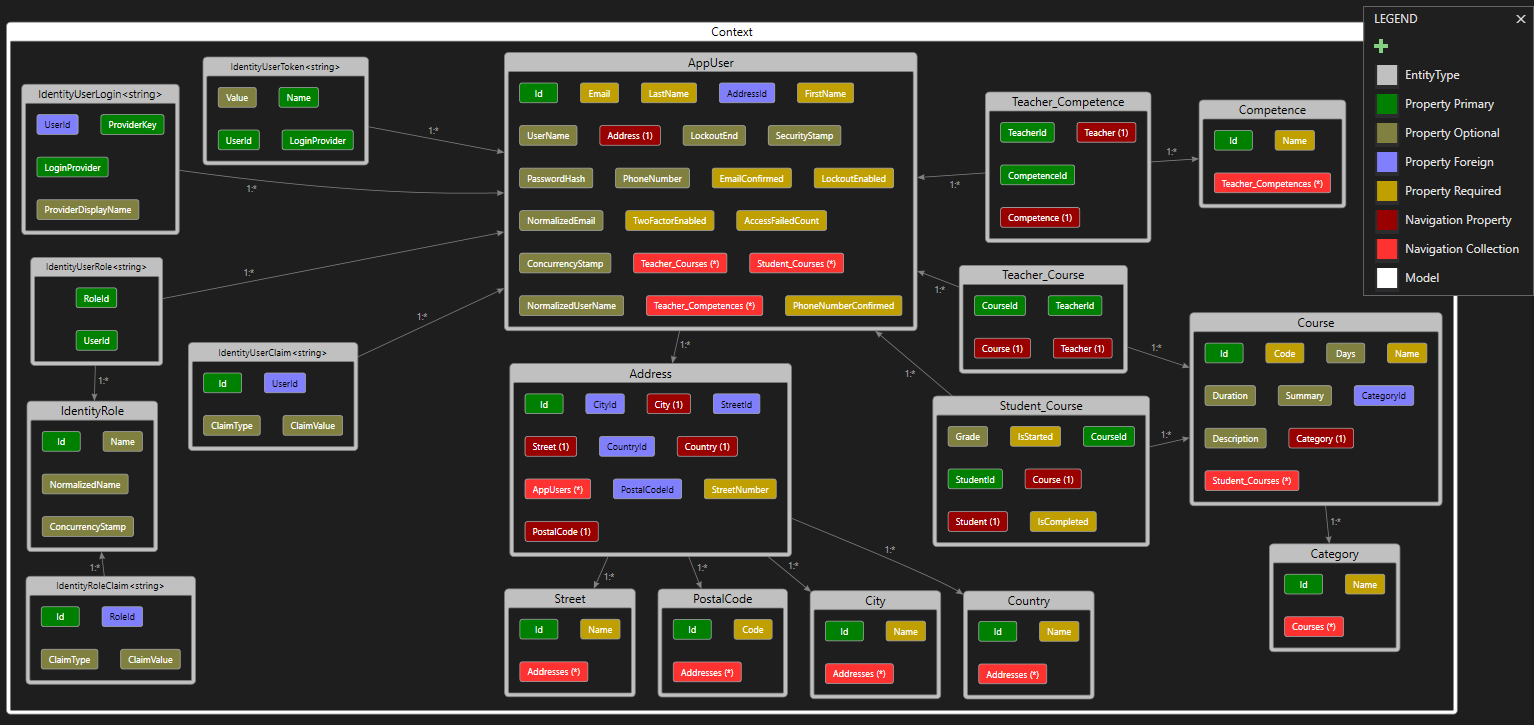 Context
LEGEND
EntityType
Property Primary
Property Optional
Property Foreign
Property Required
Navigation Property
Navigation Collection
Model
IdentityUserLogin<string>
UserId ProviderKey
LoginProvider
ProviderDisplayName
1:*
IdentityUserToken<string>
Value Name
UserId LoginProvider
1:*
IdentityUserRole<string>
RoleId
UserId
1:*
1:*
IdentityUserClaim<string>
Id UserId
ClaimType ClaimValue
1:*
IdentityRole
Id Name
NormalizedName
ConcurrencyStamp
1:*
IdentityRoleClaim<string>
Id RoleId
ClaimType ClaimValue
AppUser
Id Email LastName AddressId FirstName
UserName Address (1) LockoutEnd SecurityStamp
PasswordHash PhoneNumber EmailConfirmed LockoutEnabled
NormalizedEmail TwoFactorEnabled AccessFailedCount
ConcurrencyStamp Teacher_Courses (*) Student_Courses (*)
NormalizedUserName Teacher_Competences (*) PhoneNumberConfirmed
1:*
Address
Id CityId City (1) StreetId
Street (1) CountryId Country (1)
AppUsers (*) PostalCodeId StreetNumber
PostalCode (1)
1:*
1:*
1:*
1:*
Street
Id Name
Addresses (*)
PostalCode
Id Code
Addresses (*)
City
Id Name
Addresses (*)
Country
Id Name
Addresses (*)
Teacher_Competence
TeacherId Teacher (1)
CompetenceId
Competence (1)
1:*
1:*
Competence
Id Name
Teacher_Competences (*)
Teacher_Course
CourseId TeacherId
Course (1) Teacher (1)
1:*
1:*
Student_Course
Grade IsStarted CourseId
StudentId Course (1)
Student (1) IsCompleted
1:*
1:*
Course
Id Code Days Name
Duration Summary CategoryId
Description Category (1)
Student_Courses (*)
1:*
Category
Id Name
Courses (*)